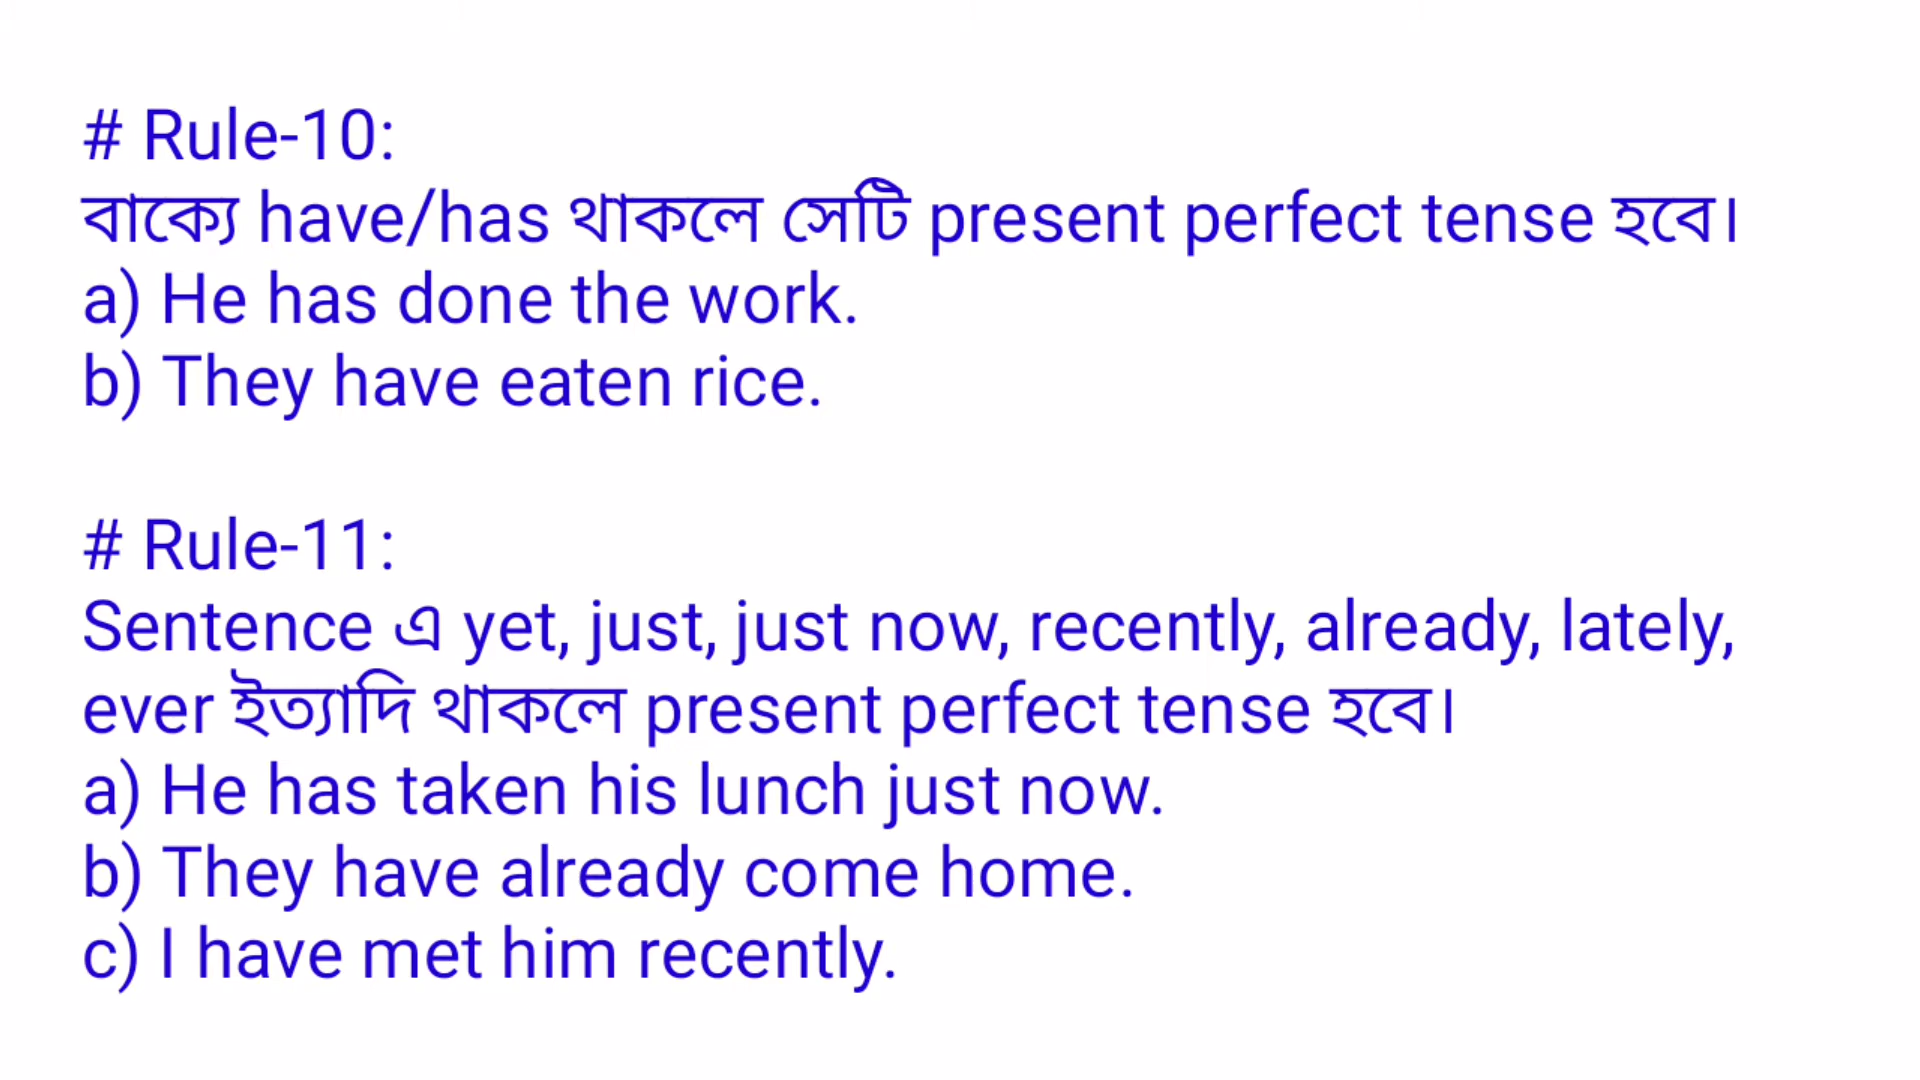 # Rule-10:
বাক্যে have/has থাকলে সেটি present perfect tense হবে।
a) He has done the work.
b) They have eaten rice.
# Rule-11:
Sentence এ yet, just, just now, recently, already, lately,
ever ইত্যাদি থাকলে present perfect tense হবে।
a) He has taken his lunch just now.
b) They have already come home.
c) I have met him recently.